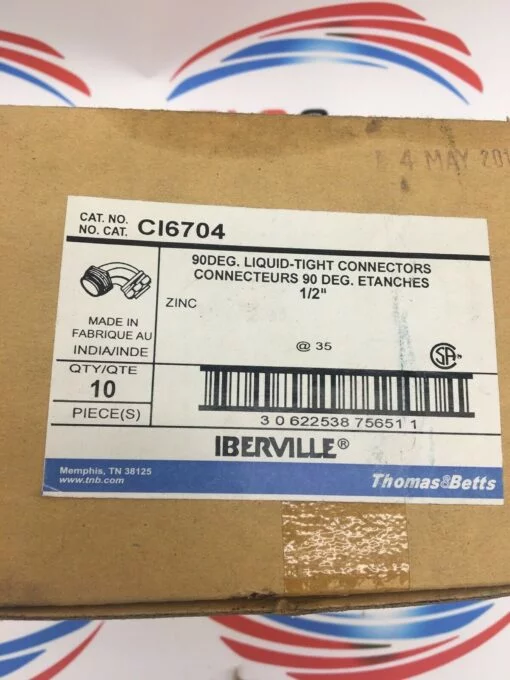 4 MAY 201
CAT. NO.
NO. CAT. CI6704
90DEG. LIQUID-TIGHT CONNECTORS
CONNECTEURS 90 DEG. ETANCHES
1/2"
ZINC
MADE IN
FABRIQUE AU
INDIA/INDE
@ 35
QTY/QTE
10
PIECE(S)
3 0 622538 75651 1
IBERVILLE®
Memphis, TN 38125
www.tnb.com
Thomas&Betts